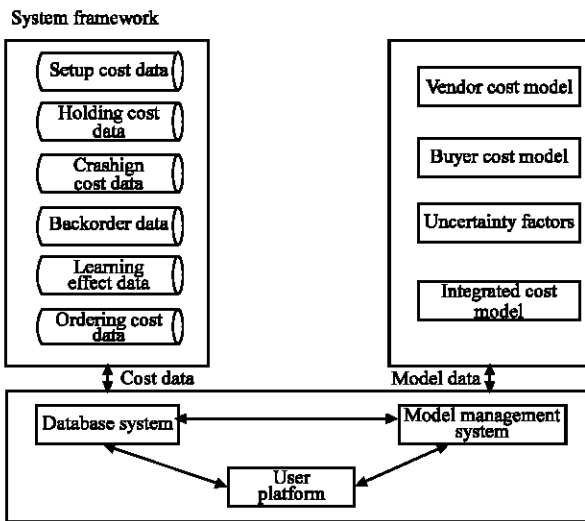 System framework
Setup cost data
Holding cost
data
Crashign
cost data
Backorder data
Learning
effect data
Ordering cost
data
Vendor cost model
Buyer cost model
Uncertainty factors
Integrated cost
model
Cost data
Model data
Database system
Model management
system
User
platform